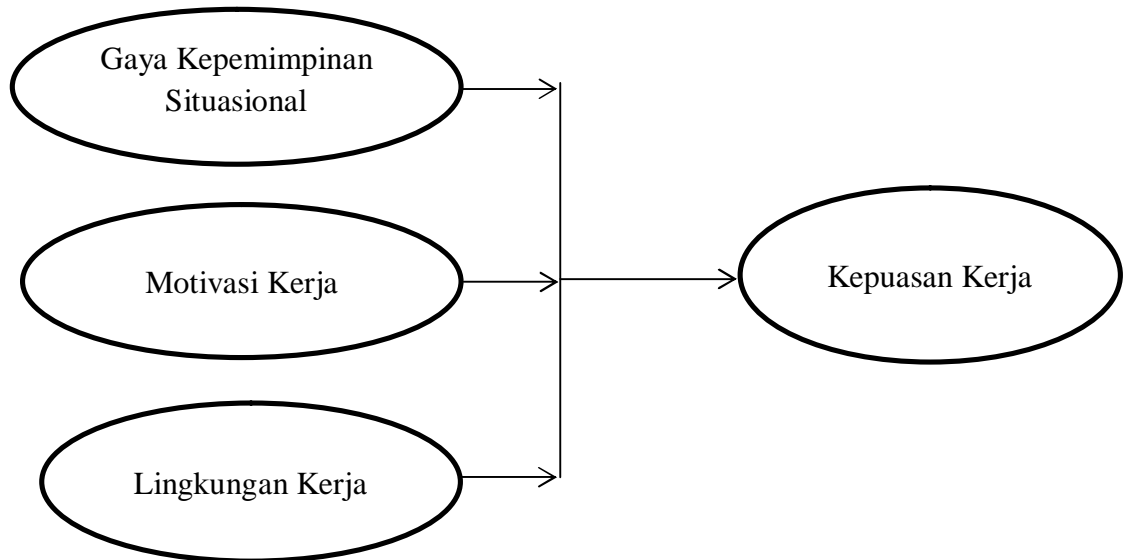 Gaya Kepemimpinan
Situasional
Motivasi Kerja
Kepuasan Kerja
Lingkungan Kerja